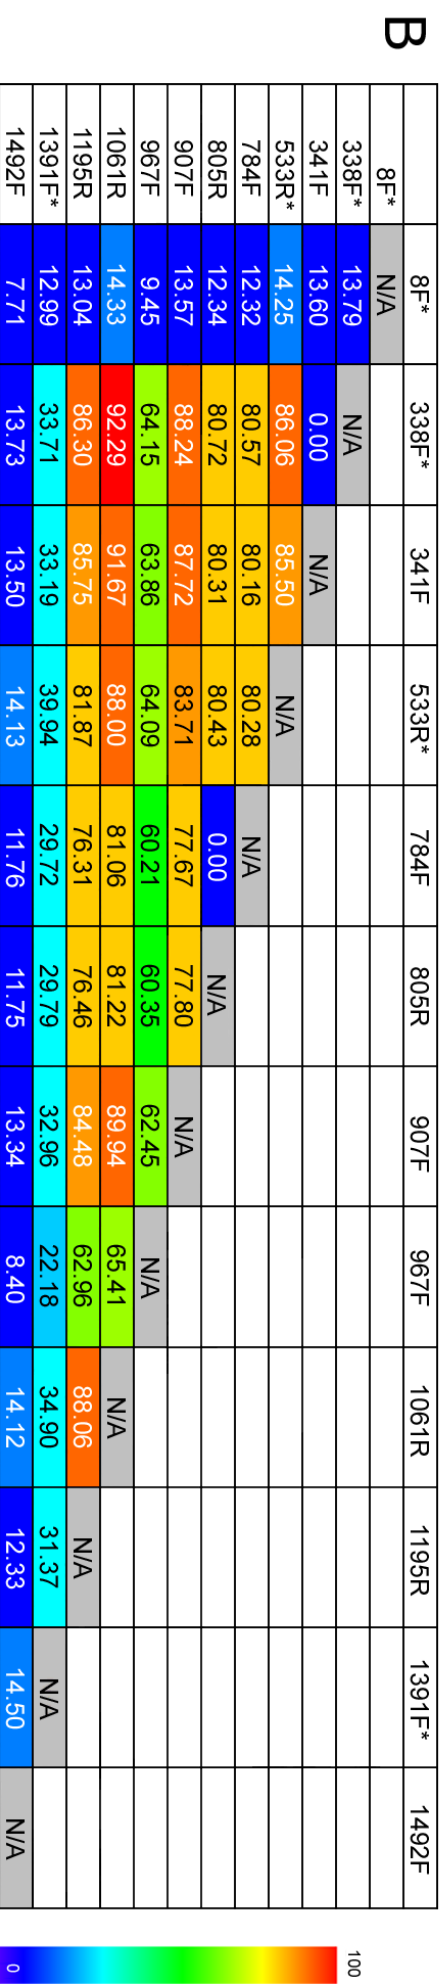 B
8F* 338F* 341F 533R* 784F 805R 907F 967F 1061R 1195R 1391F* 1492F
8F* N/A
338F* 13.79 N/A
341F 13.60 0.00 N/A
533R* 14.25 86.06 85.50 N/A
784F 12.32 80.57 80.16 80.28 N/A
805R 12.34 80.72 80.31 80.43 0.00 N/A
907F 13.57 88.24 87.72 83.71 77.67 77.80 N/A
967F 9.45 64.15 63.86 64.09 60.21 60.35 62.45 N/A
1061R 14.33 92.29 91.67 88.00 81.06 81.22 89.94 65.41 N/A
1195R 13.04 86.30 85.75 81.87 76.31 76.46 84.48 62.96 88.06 N/A
1391F* 12.99 33.71 33.19 39.94 29.72 29.79 32.96 22.18 34.90 31.37 N/A
1492F 7.71 13.73 13.50 14.13 11.76 11.75 13.34 8.40 14.12 12.33 14.50 N/A
0 100